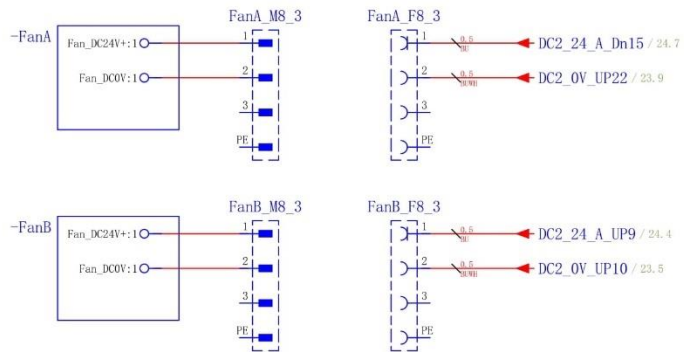 FanA_M8_3 FanA_F8_3
-FanA Fan_DC24V+:1 1 1 0.5 BU DC2_24_A_Dn15 / 24.7
Fan_DC0V:1 2 2 0.5 BUWH DC2_0V_UP22 / 23.9
3 3
PE PE
FanB_M8_3 FanB_F8_3
-FanB Fan_DC24V+:1 1 1 0.5 BU DC2_24_A_UP9 / 24.4
Fan_DC0V:1 2 2 0.5 BUWH DC2_0V_UP10 / 23.5
3 3
PE PE